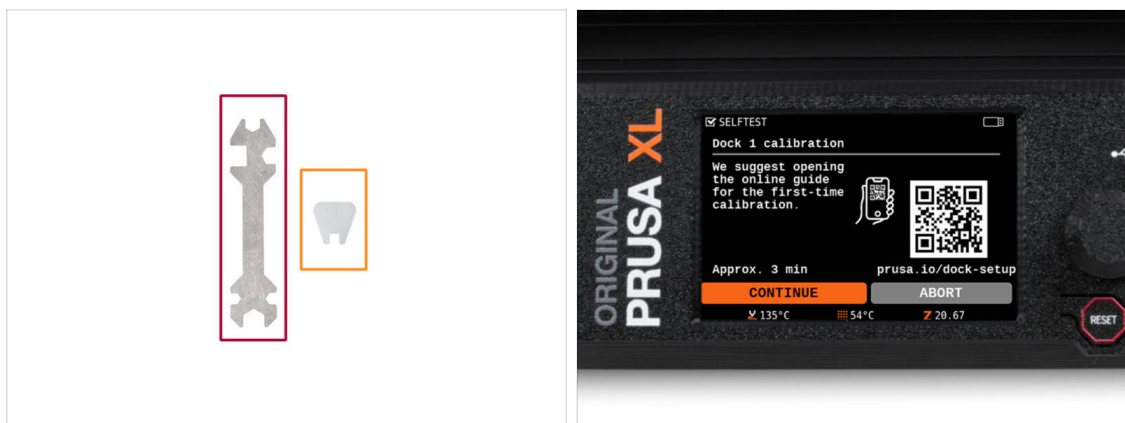 ORIGINAL
PRUSA XL
SELFTEST
Dock 1 calibration
We suggest opening
the online guide
for the first-time
calibration.
Approx. 3 min
prusa.io/dock-setup
CONTINUE
ABORT
135°C
54°C
Z 20.67
RESET